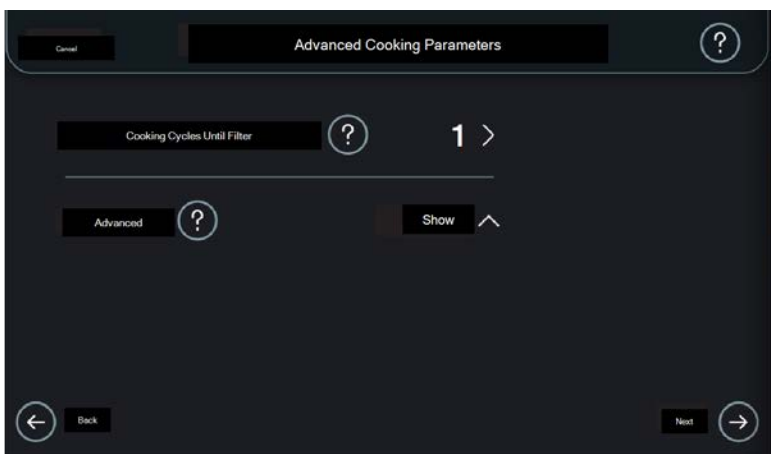 Cancel
Advanced Cooking Parameters
?
Cooking Cycles Until Filter
?
1
Advanced
?
Show
Back
Next